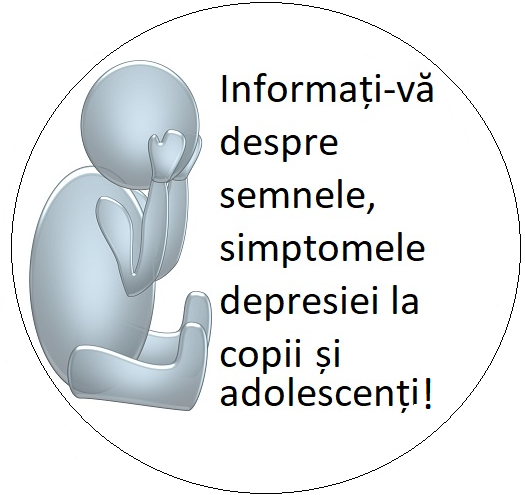 Informați-vă
despre
semnele,
simptomele
depresiei la
copii și
adolescenți!